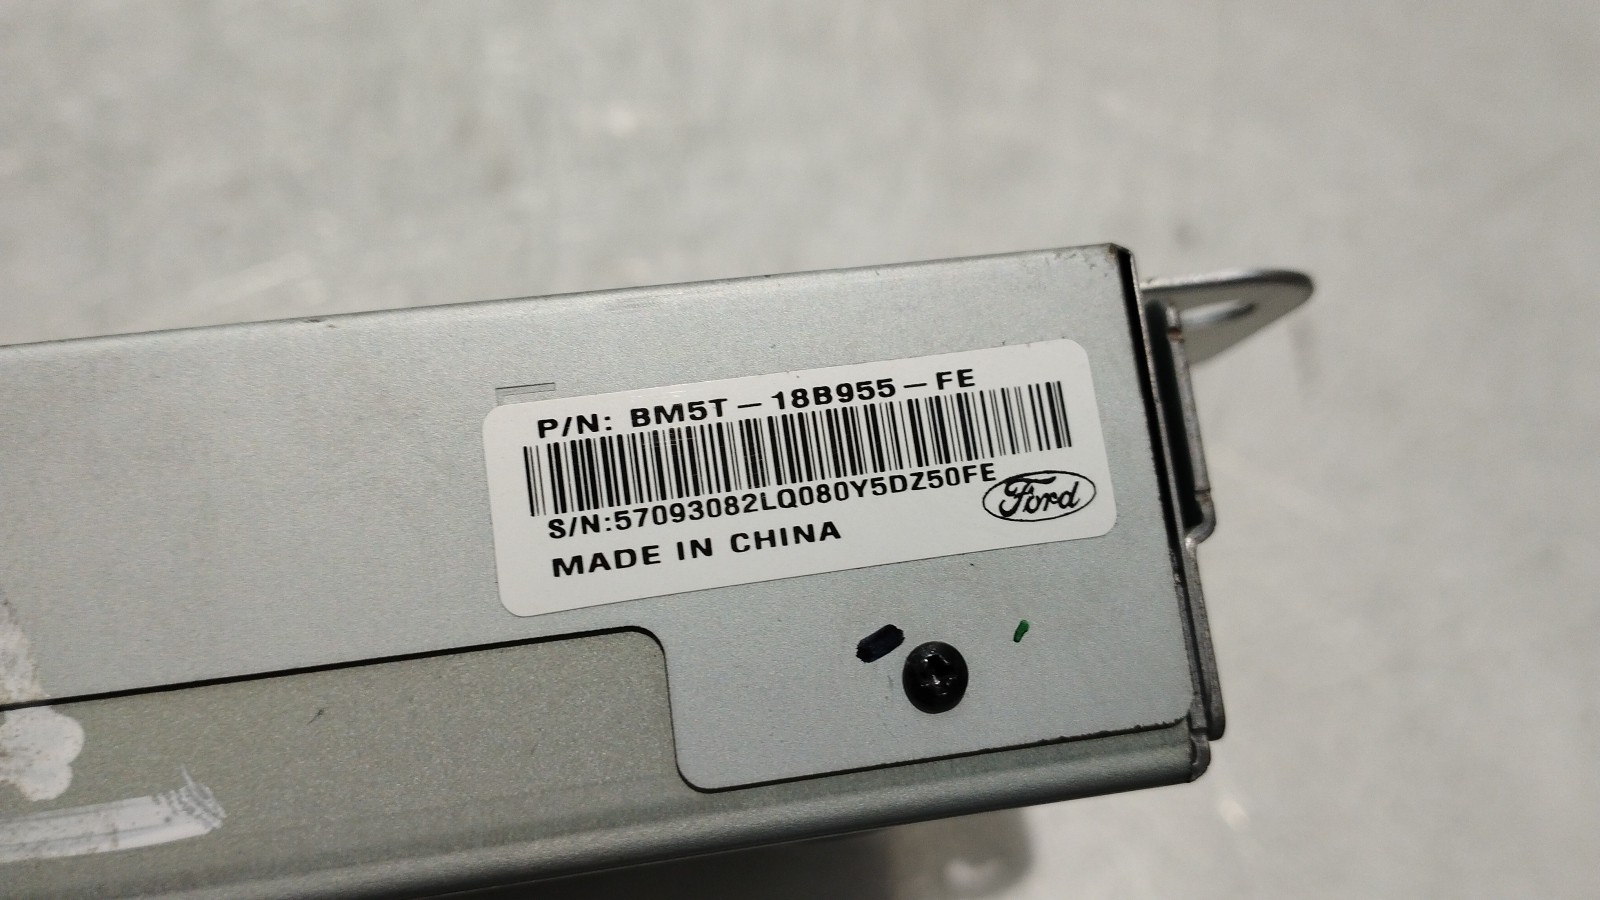 P/N: BM5T-18B955-FE
S/N:57093082LQ080Y5DZ50FE
Ford
MADE IN CHINA